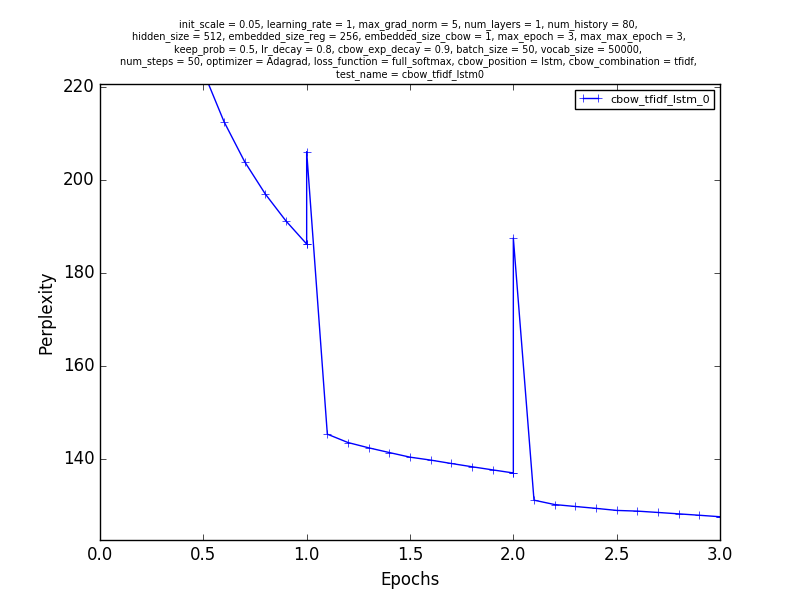 init_scale = 0.05, learning_rate = 1, max_grad_norm = 5, num_layers = 1, num_history = 80,
hidden_size = 512, embedded_size_reg = 256, embedded_size_cbow = 1, max_epoch = 3, max_max_epoch = 3,
keep_prob = 0.5, lr_decay = 0.8, cbow_exp_decay = 0.9, batch_size = 50, vocab_size = 50000,
num_steps = 50, optimizer = Adagrad, loss_function = full_softmax, cbow_position = lstm, cbow_combination = tfidf,
test_name = cbow_tfidf_lstm0
cbow_tfidf_lstm_0
220
200
180
160
140
Perplexity
0.0 0.5 1.0 1.5 2.0 2.5 3.0
Epochs